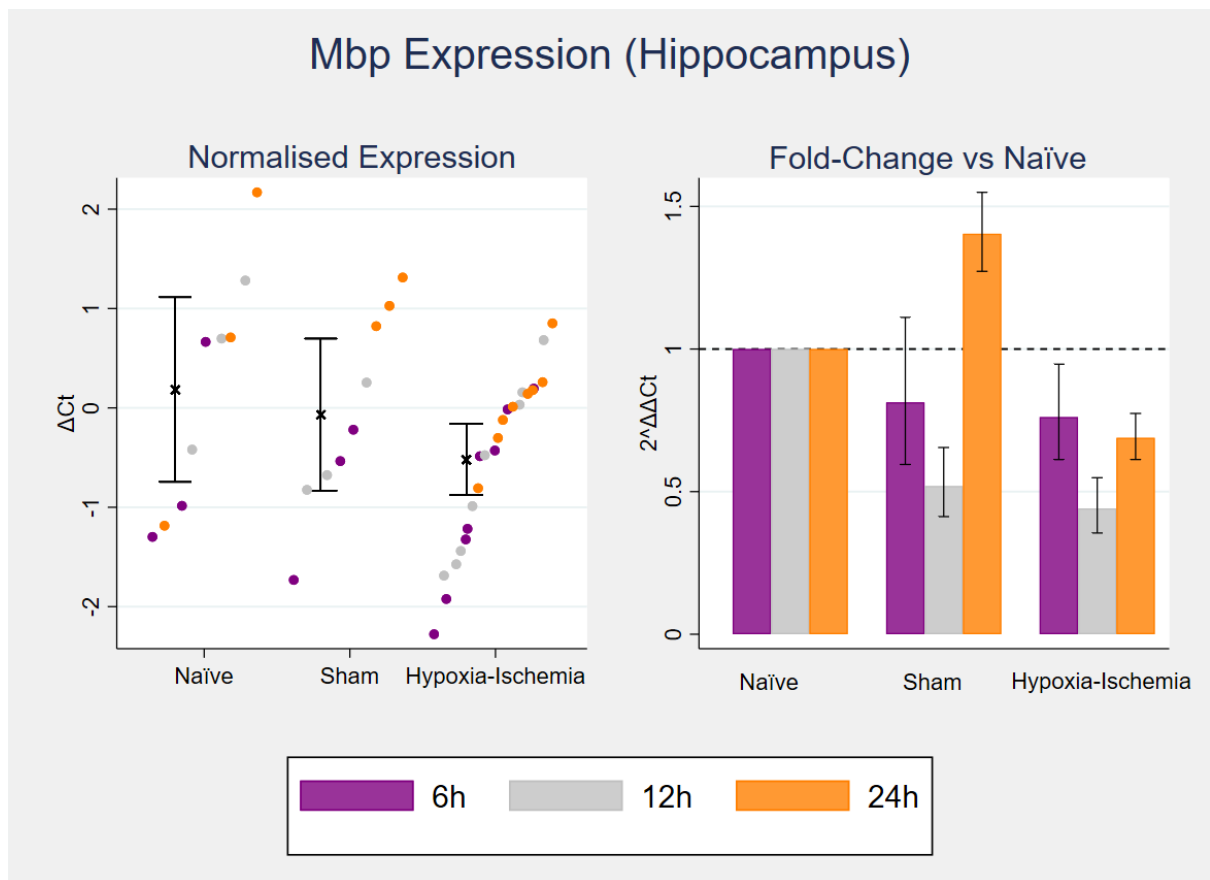 Mbp Expression (Hippocampus)
Normalised Expression
ΔCt
2
1
0
-1
-2
Naïve Sham Hypoxia-Ischemia
Fold-Change vs Naïve
2^ΔΔCt
1.5
1
0.5
0
Naïve Sham Hypoxia-Ischemia
6h 12h 24h